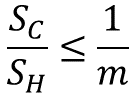 S_C / S_H ≤ 1 / m